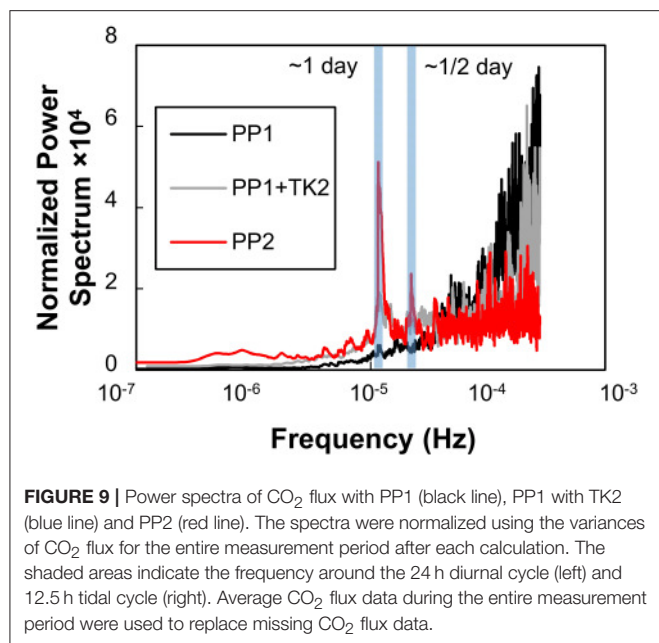 8
6
4
2
0
Normalized Power
Spectrum ×10⁴
~1 day
~1/2 day
PP1
PP1+TK2
PP2
10⁻⁷ 10⁻⁶ 10⁻⁵ 10⁻⁴ 10⁻³
Frequency (Hz)
FIGURE 9 | Power spectra of CO₂ flux with PP1 (black line), PP1 with TK2
(blue line) and PP2 (red line). The spectra were normalized using the variances
of CO₂ flux for the entire measurement period after each calculation. The
shaded areas indicate the frequency around the 24 h diurnal cycle (left) and
12.5 h tidal cycle (right). Average CO₂ flux data during the entire measurement
period were used to replace missing CO₂ flux data.